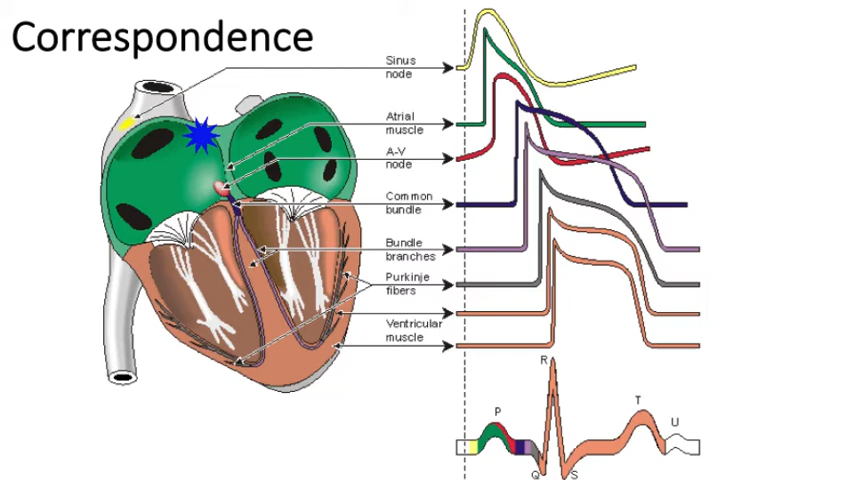 Correspondence
Sinus
node
Atrial
muscle
A-V
node
Common
bundle
Bundle
branches
Purkinje
fibers
Ventricular
muscle
R
P
T
U
Q
S